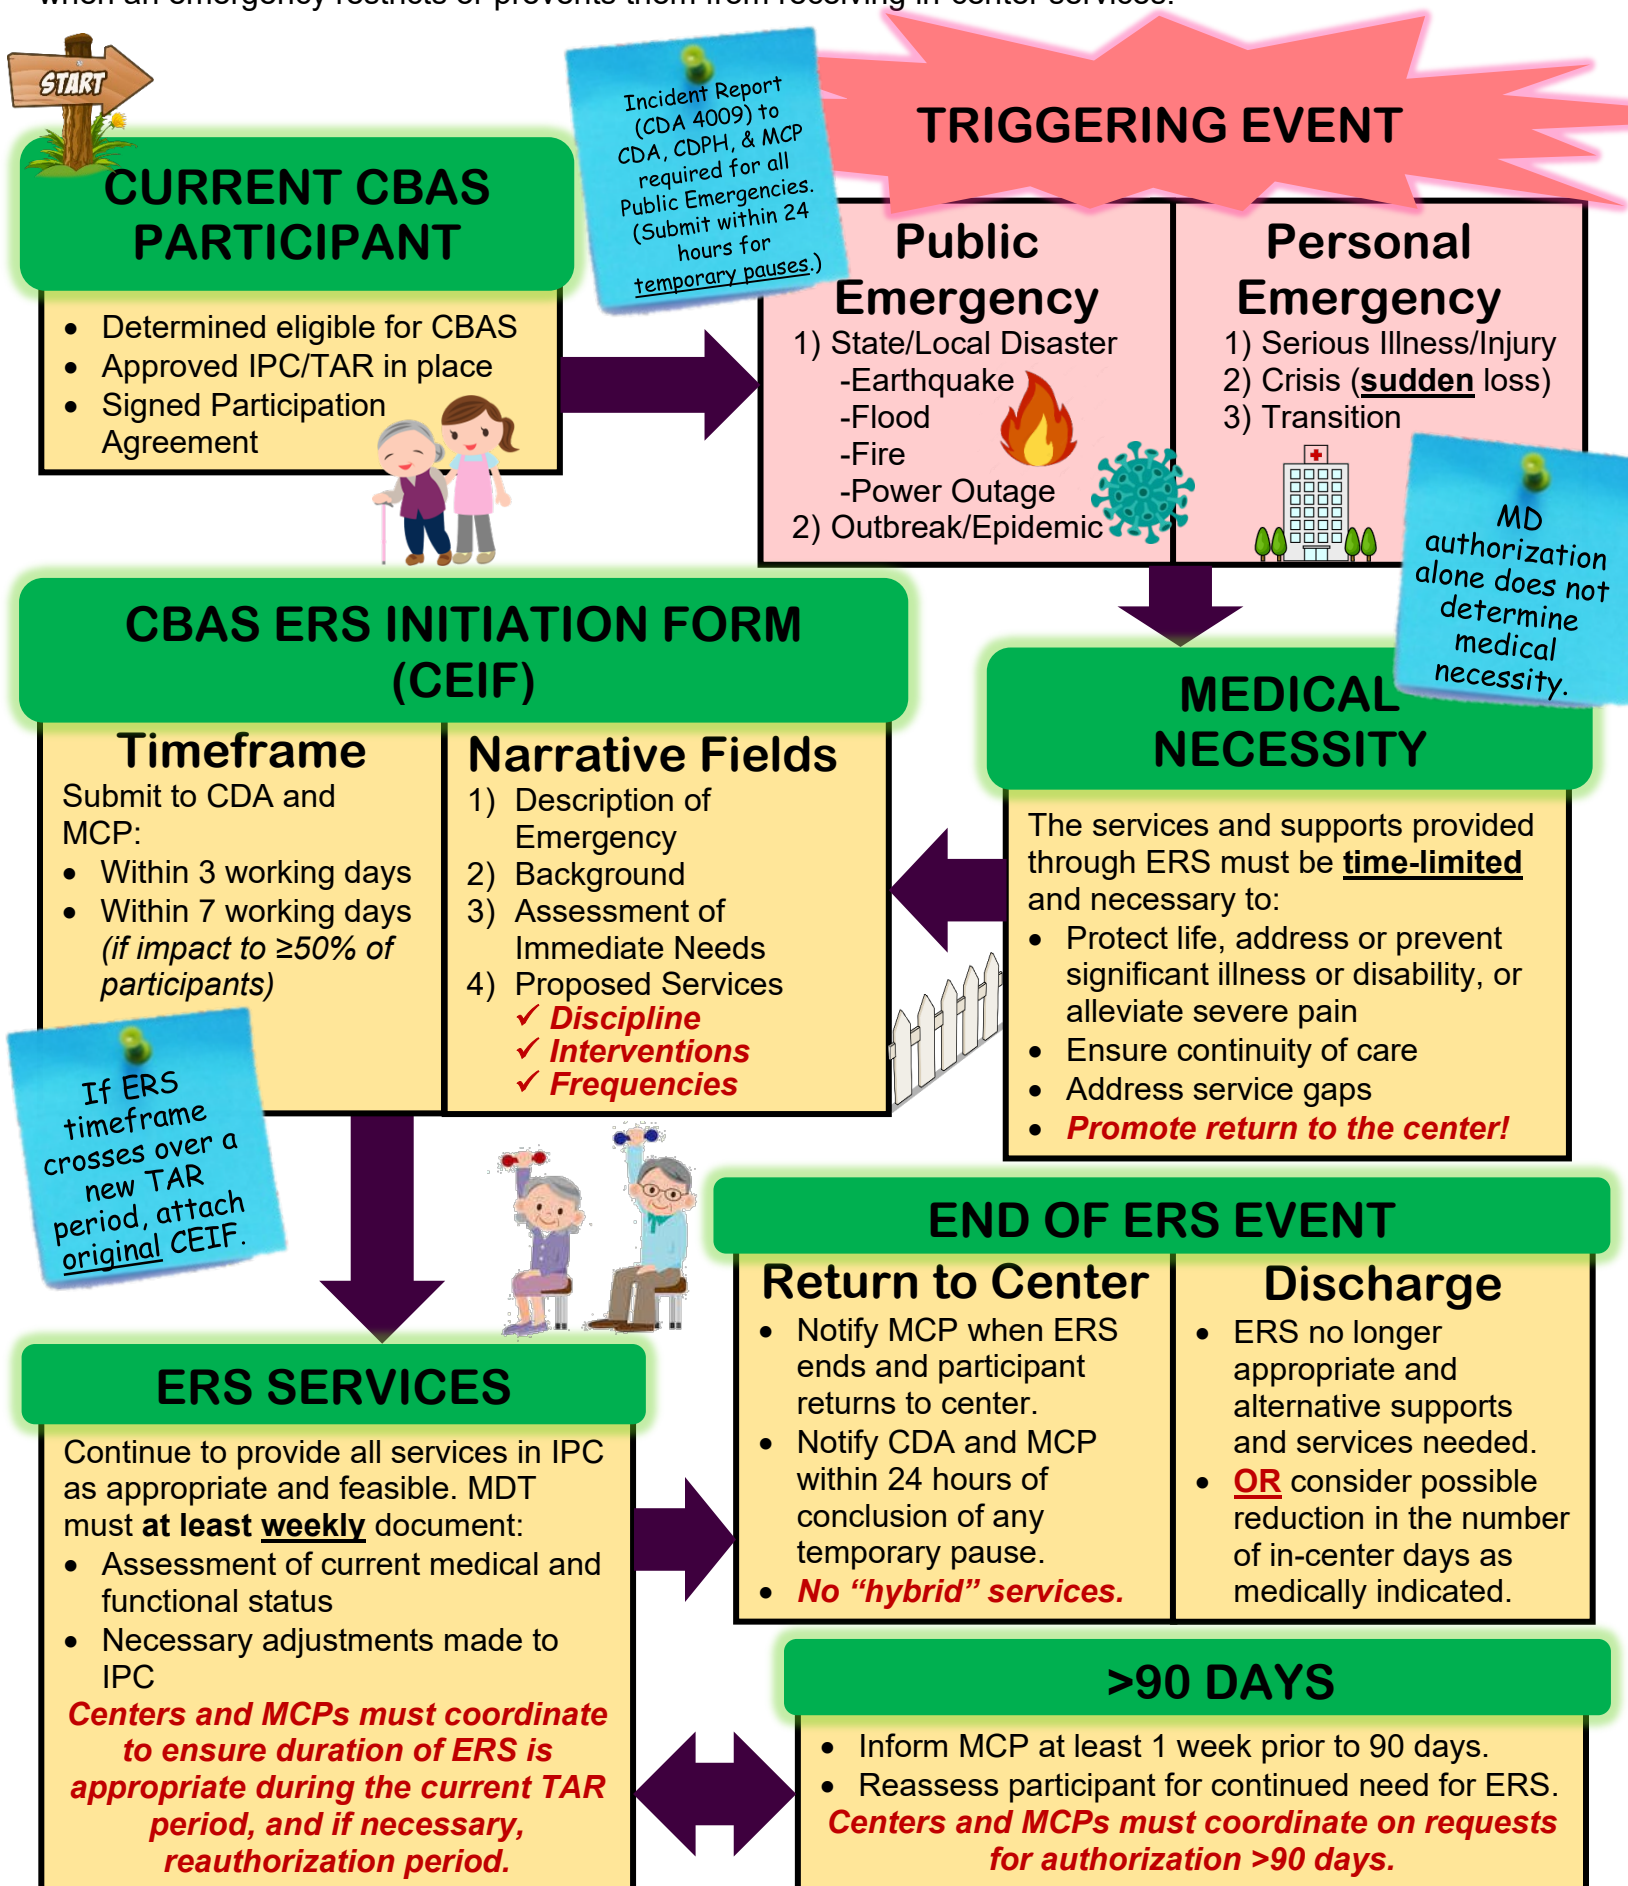 when an emergency restricts or prevents them from receiving in-center services.
START
CURRENT CBAS
PARTICIPANT
• Determined eligible for CBAS
• Approved IPC/TAR in place
• Signed Participation
Agreement
Incident Report
(CDA 4009) to
CDA, CDPH, & MCP
required for all
Public Emergencies.
(Submit within 24
hours for
temporary pauses.)
TRIGGERING EVENT
Public
Emergency
1) State/Local Disaster
-Earthquake
-Flood
-Fire
-Power Outage
2) Outbreak/Epidemic
Personal
Emergency
1) Serious Illness/Injury
2) Crisis (sudden loss)
3) Transition
MD
authorization
alone does not
determine
medical
necessity.
MEDICAL
NECESSITY
The services and supports provided
through ERS must be time-limited
and necessary to:
• Protect life, address or prevent
significant illness or disability, or
alleviate severe pain
• Ensure continuity of care
• Address service gaps
• Promote return to the center!
CBAS ERS INITIATION FORM
(CEIF)
Timeframe
Submit to CDA and
MCP:
• Within 3 working days
• Within 7 working days
(if impact to ≥50% of
participants)
Narrative Fields
1) Description of
Emergency
2) Background
3) Assessment of
Immediate Needs
4) Proposed Services
✓ Discipline
✓ Interventions
✓ Frequencies
If ERS
timeframe
crosses over a
new TAR
period, attach
original CEIF.
ERS SERVICES
Continue to provide all services in IPC
as appropriate and feasible. MDT
must at least weekly document:
• Assessment of current medical and
functional status
• Necessary adjustments made to
IPC
Centers and MCPs must coordinate
to ensure duration of ERS is
appropriate during the current TAR
period, and if necessary,
reauthorization period.
END OF ERS EVENT
Return to Center
• Notify MCP when ERS
ends and participant
returns to center.
• Notify CDA and MCP
within 24 hours of
conclusion of any
temporary pause.
• No “hybrid” services.
Discharge
• ERS no longer
appropriate and
alternative supports
and services needed.
• OR consider possible
reduction in the number
of in-center days as
medically indicated.
>90 DAYS
• Inform MCP at least 1 week prior to 90 days.
• Reassess participant for continued need for ERS.
Centers and MCPs must coordinate on requests
for authorization >90 days.